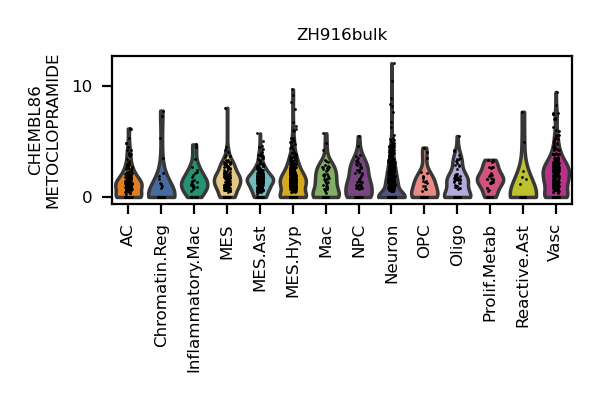 ZH916bulk
CHEMBL86
METOCLOPRAMIDE
10
0
AC
Chromatin.Reg
Inflammatory.Mac
MES
MES.Ast
MES.Hyp
Mac
NPC
Neuron
OPC
Oligo
Prolif.Metab
Reactive.Ast
Vasc